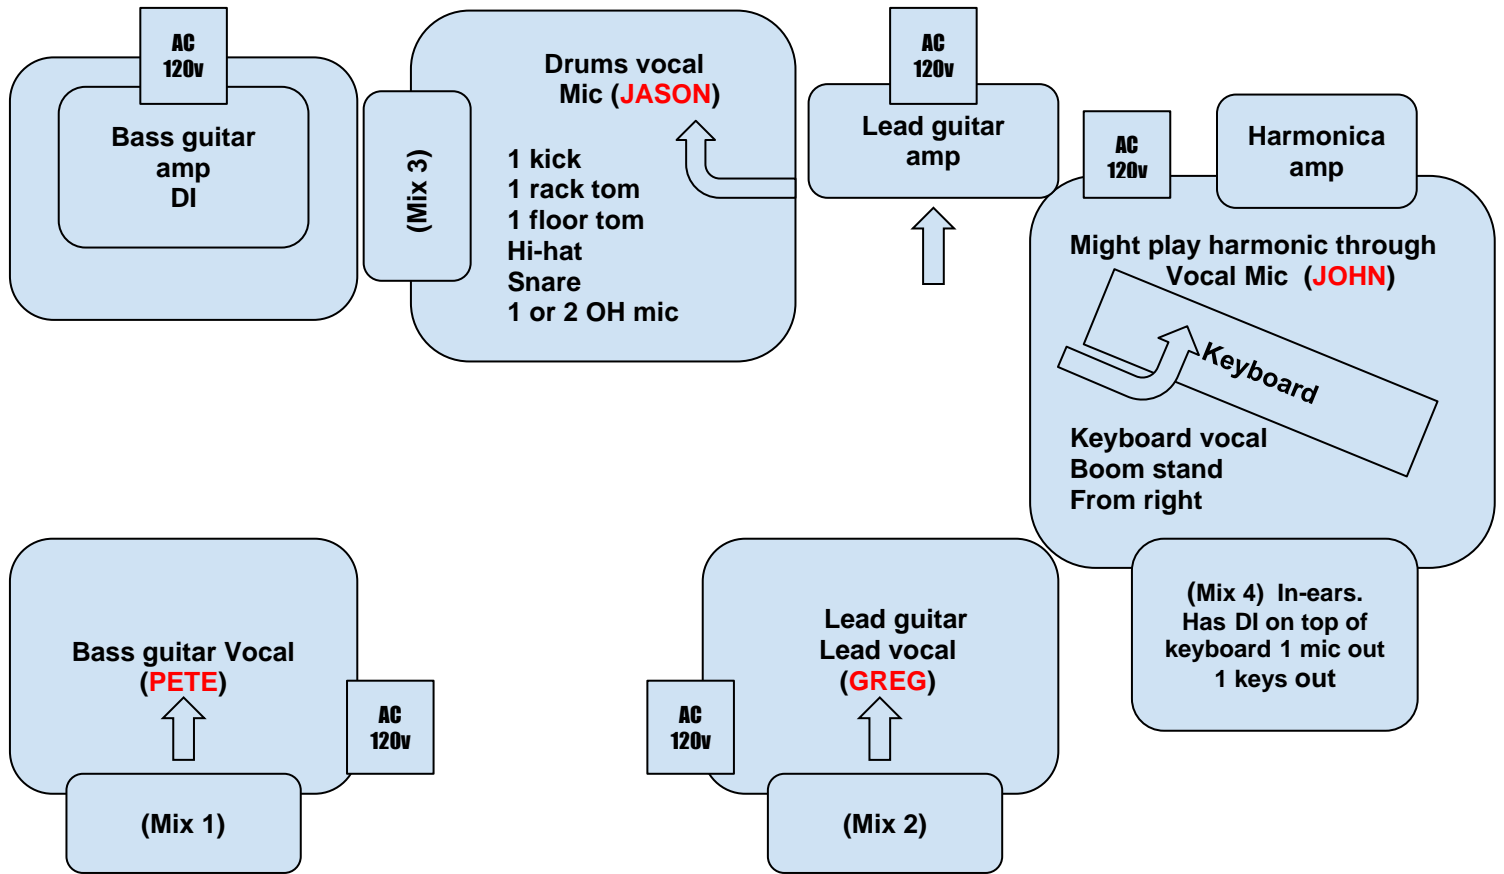 AC
120v
Bass guitar
amp
DI
(Mix 3)
Drums vocal
Mic (JASON)
1 kick
1 rack tom
1 floor tom
Hi-hat
Snare
1 or 2 OH mic
AC
120v
Lead guitar
amp
AC
120v
Harmonica
amp
Might play harmonic through
Vocal Mic (JOHN)
Keyboard
Keyboard vocal
Boom stand
From right
(Mix 4) In-ears.
Has DI on top of
keyboard 1 mic out
1 keys out
Bass guitar Vocal
(PETE)
AC
120v
(Mix 1)
AC
120v
Lead guitar
Lead vocal
(GREG)
(Mix 2)